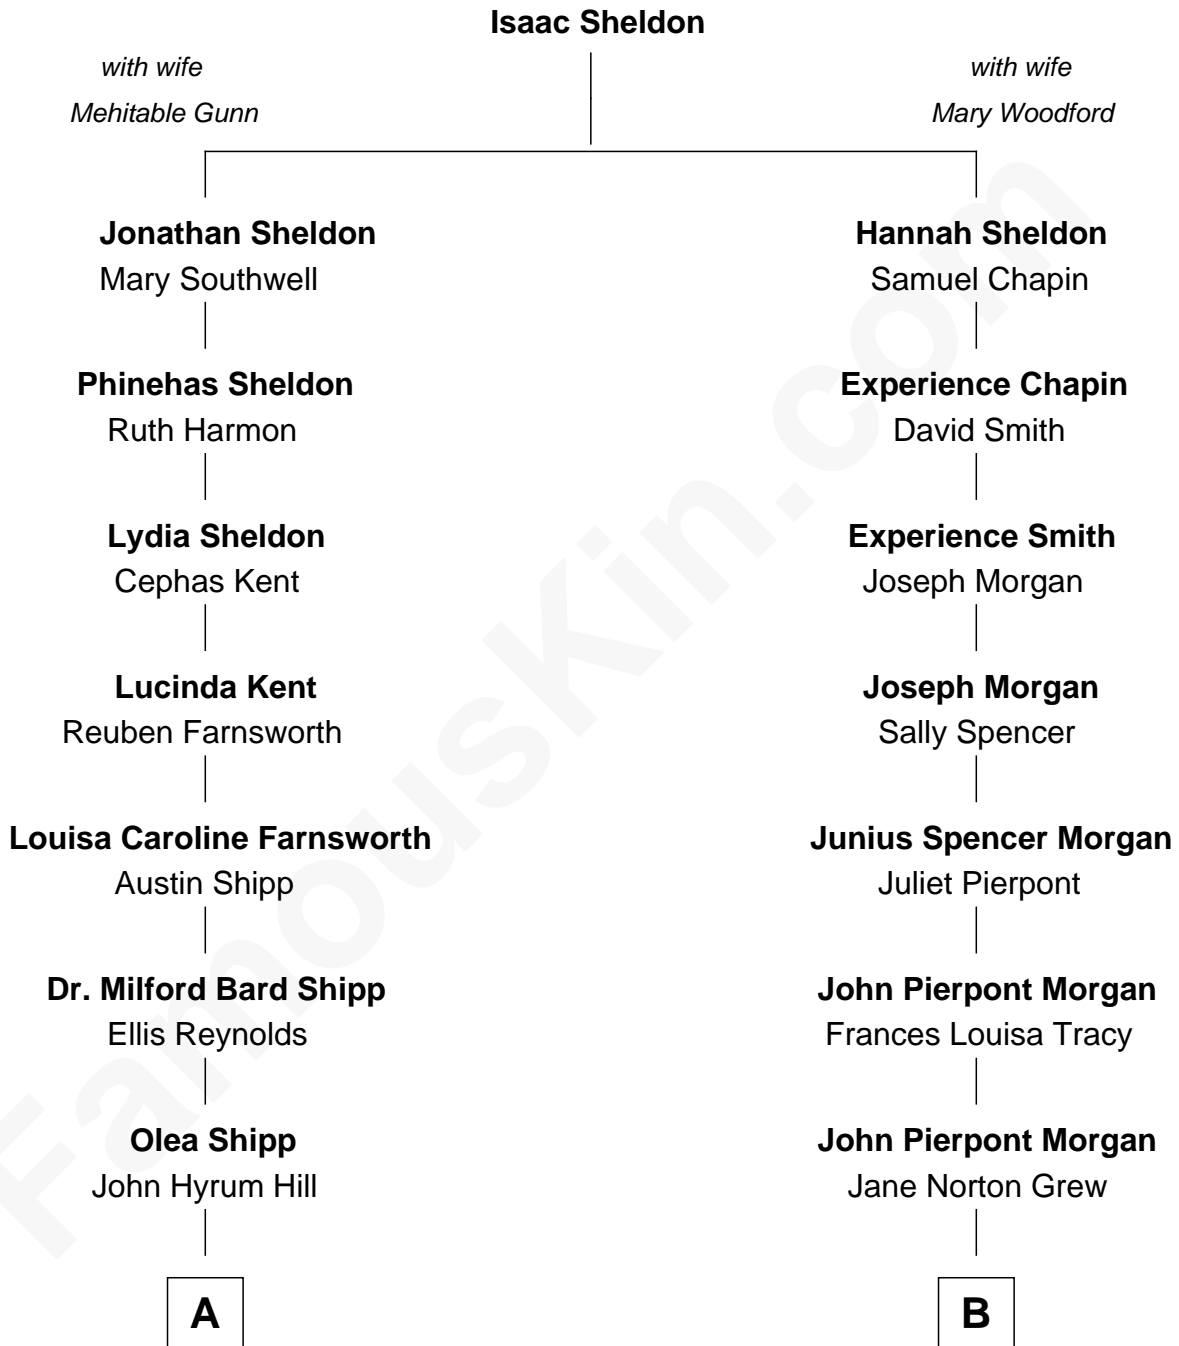 Isaac Sheldon
with wife
Mehitable Gunn
with wife
Mary Woodford
Jonathan Sheldon
Mary Southwell
Hannah Sheldon
Samuel Chapin
Phinehas Sheldon
Ruth Harmon
Experience Chapin
David Smith
Lydia Sheldon
Cephas Kent
Experience Smith
Joseph Morgan
Lucinda Kent
Reuben Farnsworth
Joseph Morgan
Sally Spencer
Louisa Caroline Farnsworth
Austin Shipp
Junius Spencer Morgan
Juliet Pierpont
Dr. Milford Bard Shipp
Ellis Reynolds
John Pierpont Morgan
Frances Louisa Tracy
Olea Shipp
John Hyrum Hill
John Pierpont Morgan
Jane Norton Grew
A
B
FamousKin.com